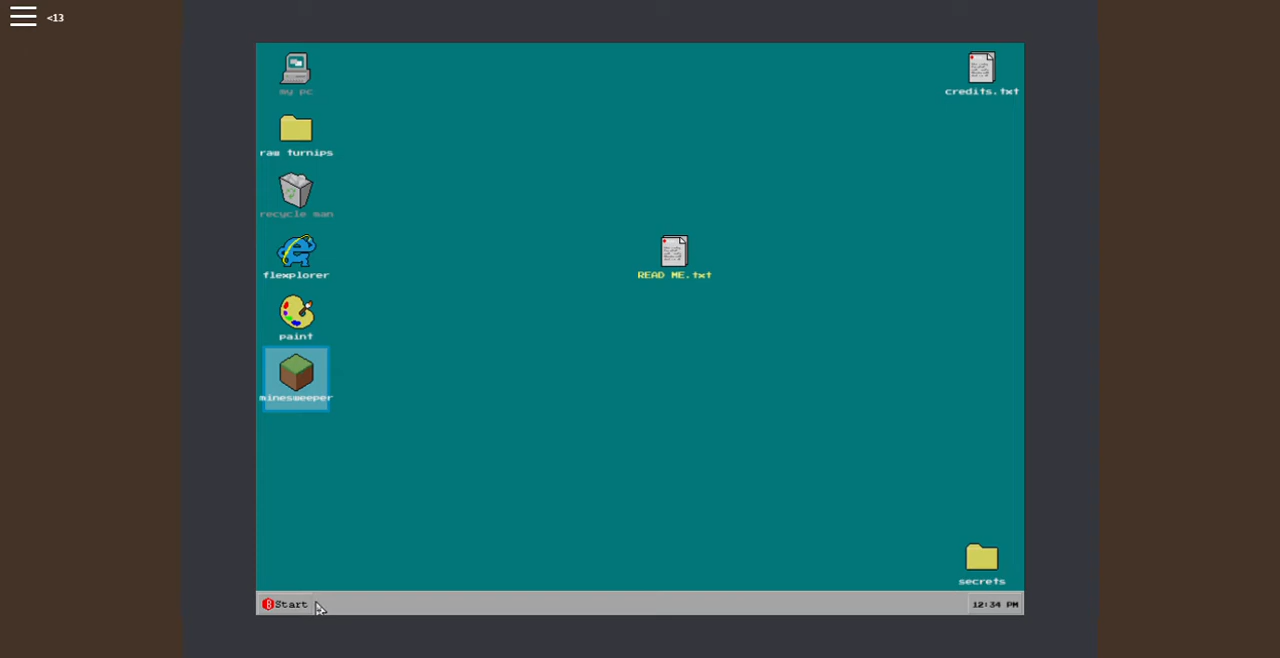 <13
my pc
credits.txt
raw turnips
recycle man
flexplorer
READ ME.txt
paint
minesweeper
secrets
Start
12:34 PM